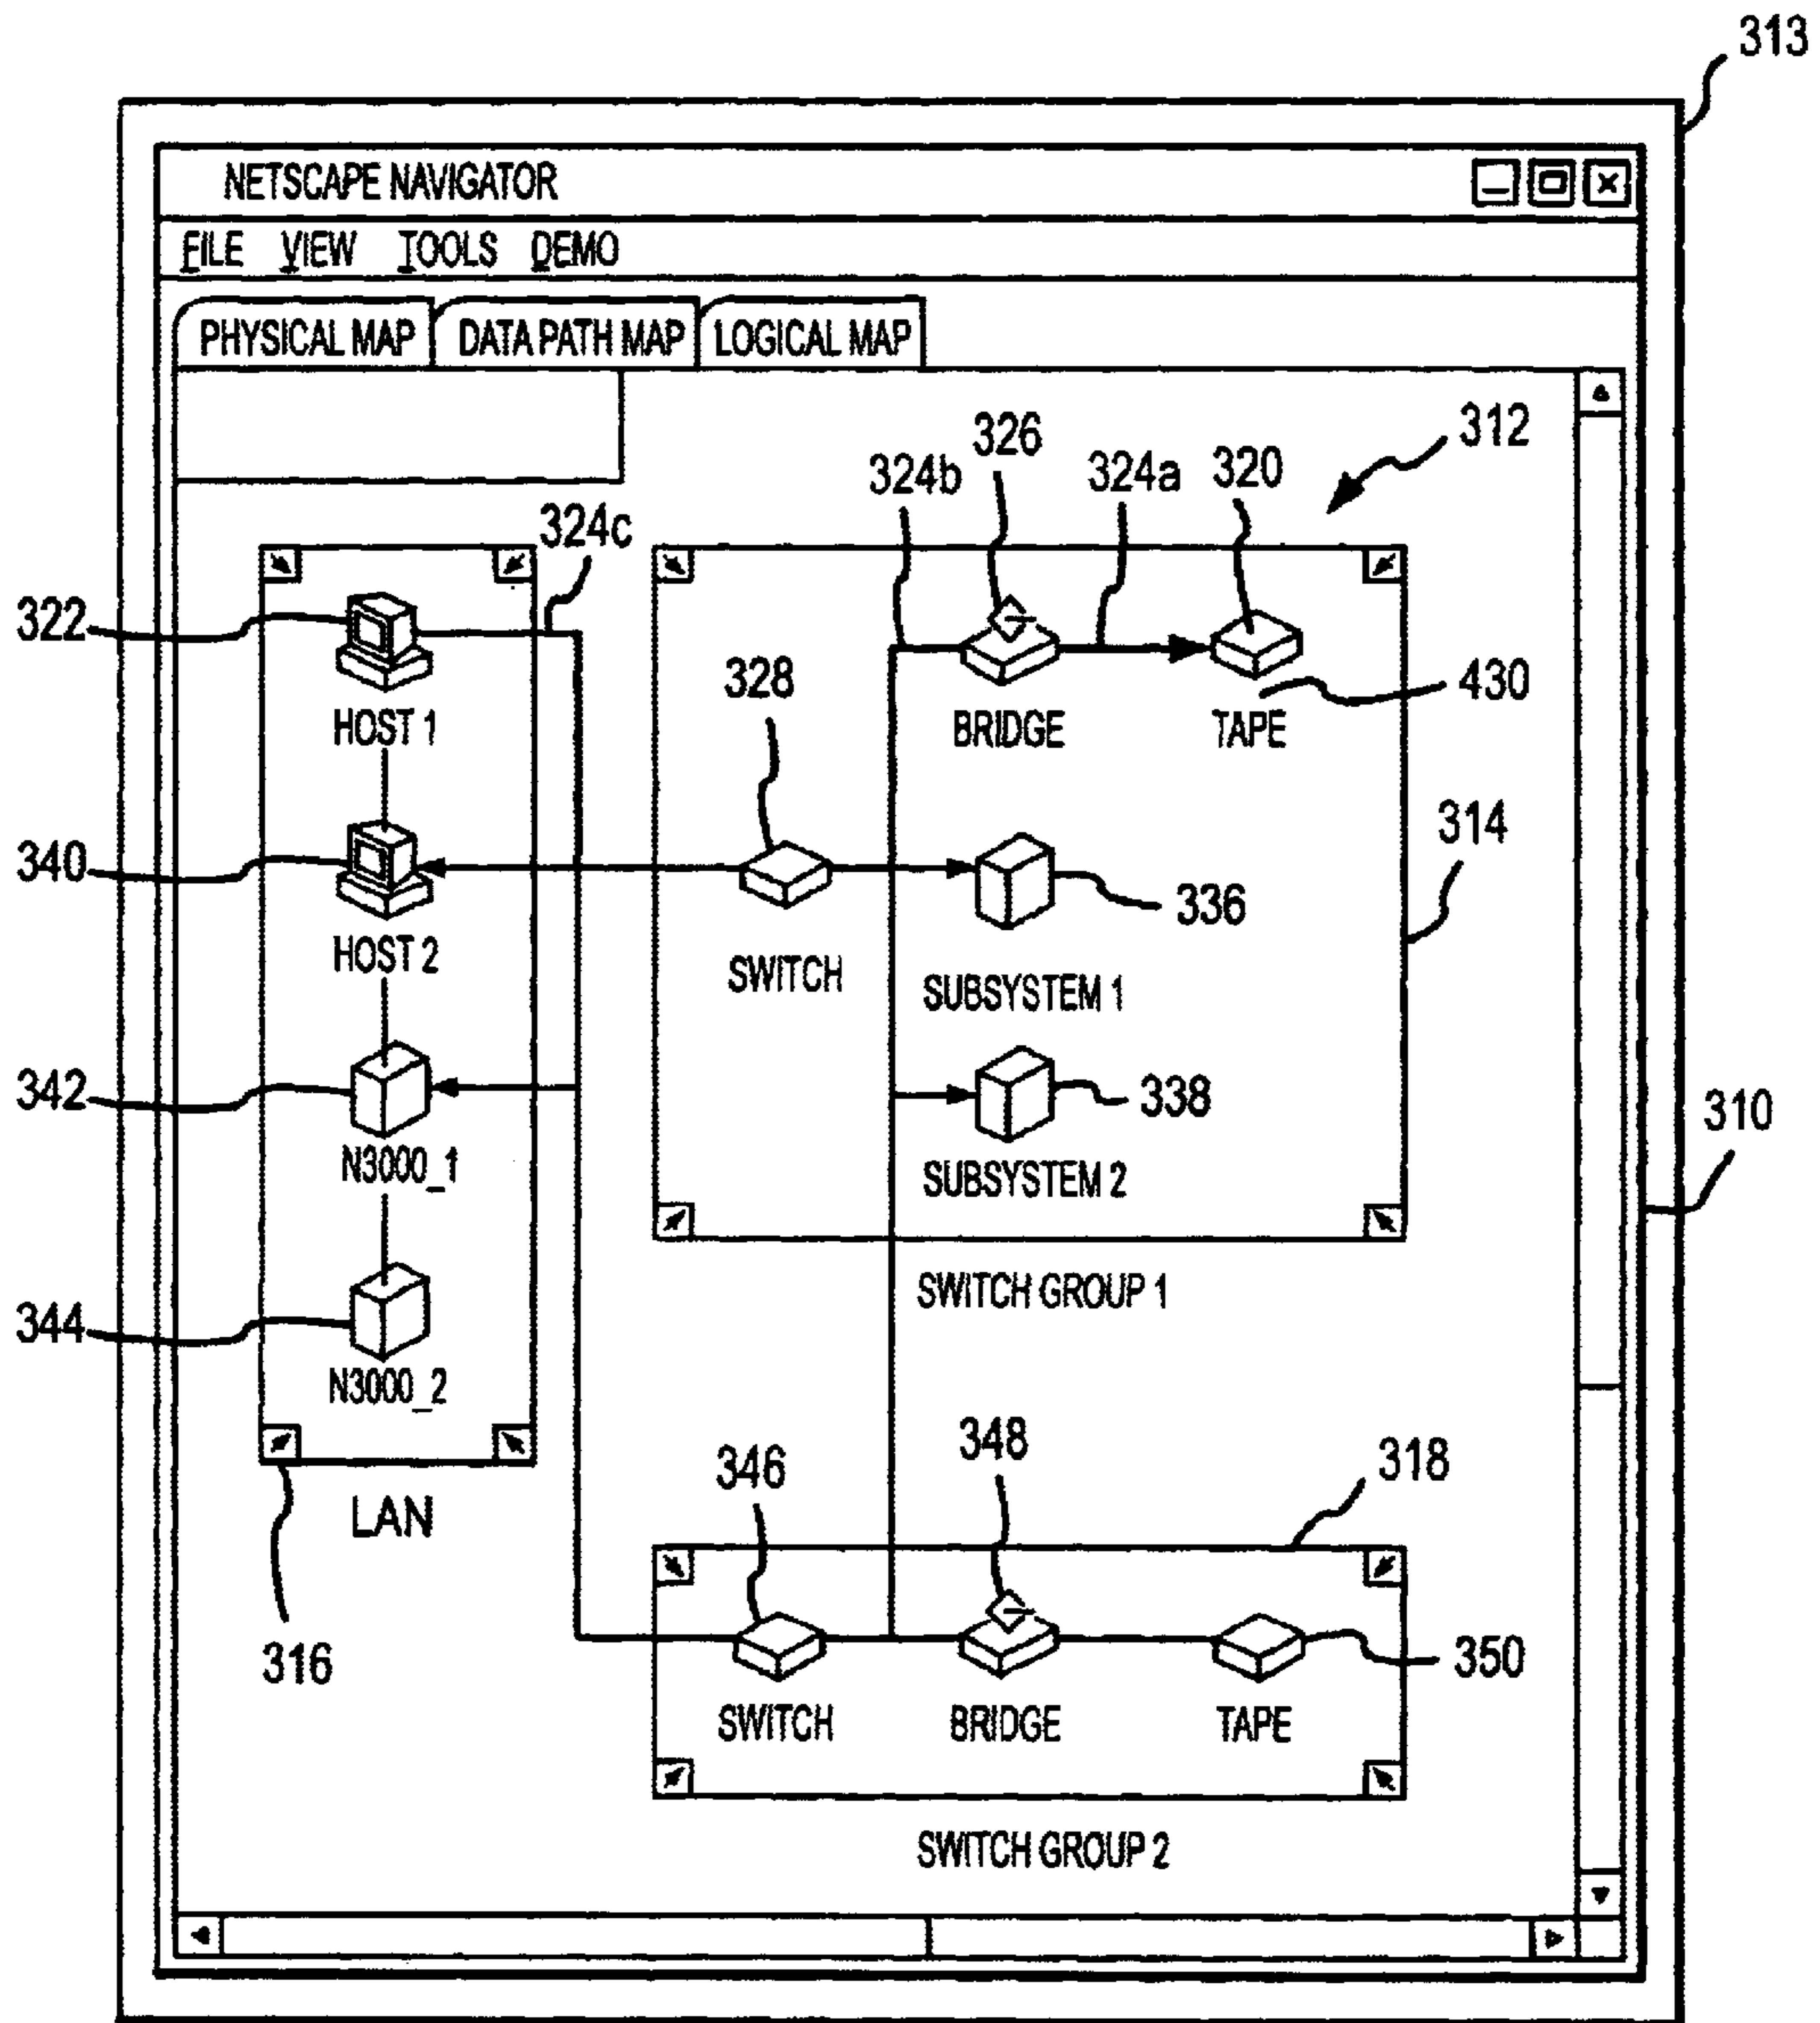 313
NETSCAPE NAVIGATOR
FILE VIEW TOOLS DEMO
PHYSICAL MAP DATA PATH MAP LOGICAL MAP
312
326
324b 324a 320
324c
322
328
430
HOST 1
BRIDGE TAPE
314
340
336
HOST 2
SWITCH
SUBSYSTEM 1
342
338
310
N3000_1
SUBSYSTEM 2
SWITCH GROUP 1
344
N3000_2
348
318
346
LAN
316
350
SWITCH BRIDGE TAPE
SWITCH GROUP 2